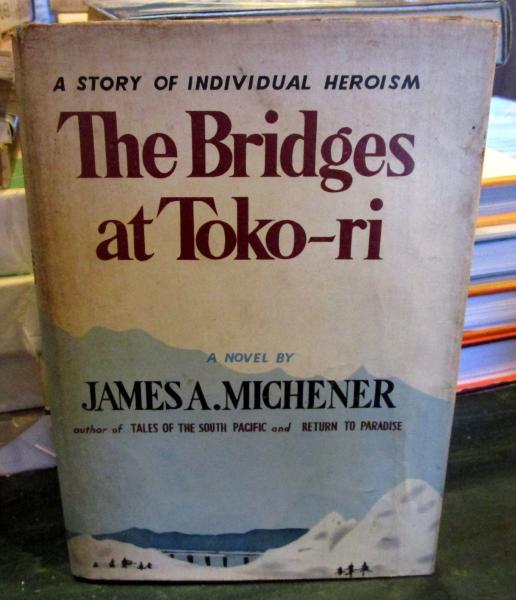 A STORY OF INDIVIDUAL HEROISM
The Bridges
at Toko-ri
A NOVEL BY
JAMES A. MICHENER
author of TALES OF THE SOUTH PACIFIC and RETURN TO PARADISE